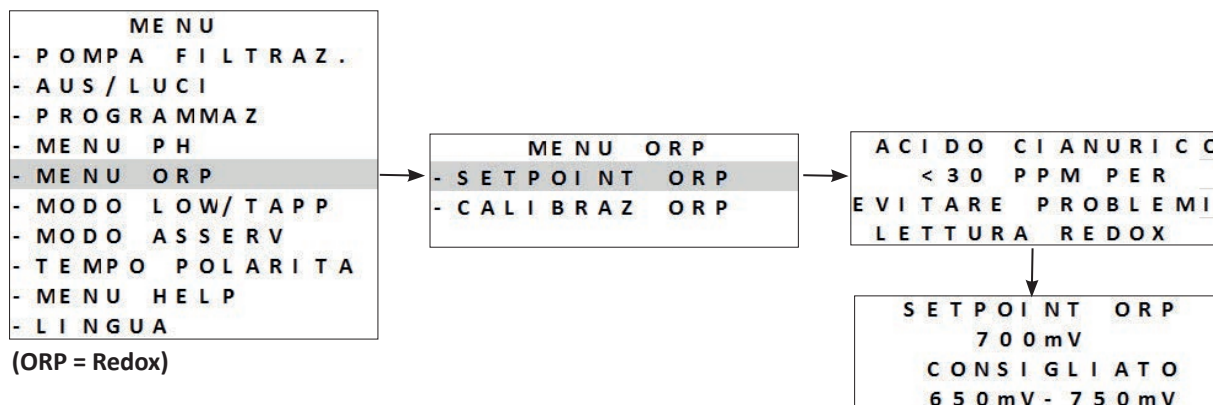 MENU
- POMPA FILTRAZ.
- AUS/LUCI
- PROGRAMMAZ
- MENU PH
- MENU ORP
- MODO LOW/TAPP
- MODO ASSERV
- TEMPO POLARITA
- MENU HELP
- LINGUA
(ORP = Redox)
MENU ORP
- SETPOINT ORP
- CALIBRAZ ORP
ACIDO CIANURICO
<30 PPM PER
EVITARE PROBLEMI
LETTURA REDOX
SETPOINT ORP
700mV
CONSIGLIATO
650mV- 750mV